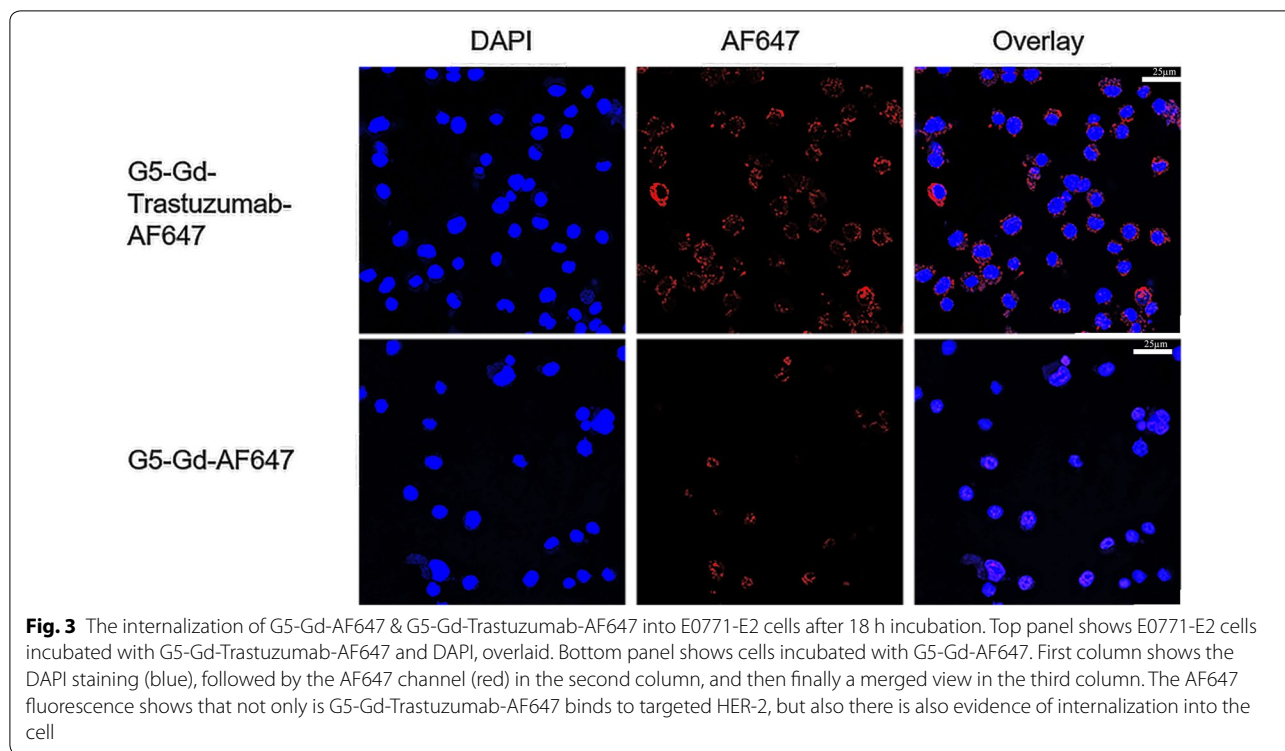 DAPI AF647 Overlay
25µm
G5-Gd-
Trastuzumab-
AF647
25µm
G5-Gd-AF647
Fig. 3 The internalization of G5-Gd-AF647 & G5-Gd-Trastuzumab-AF647 into E0771-E2 cells after 18 h incubation. Top panel shows E0771-E2 cells
incubated with G5-Gd-Trastuzumab-AF647 and DAPI, overlaid. Bottom panel shows cells incubated with G5-Gd-AF647. First column shows the
DAPI staining (blue), followed by the AF647 channel (red) in the second column, and then finally a merged view in the third column. The AF647
fluorescence shows that not only is G5-Gd-Trastuzumab-AF647 binds to targeted HER-2, but also there is also evidence of internalization into the
cell